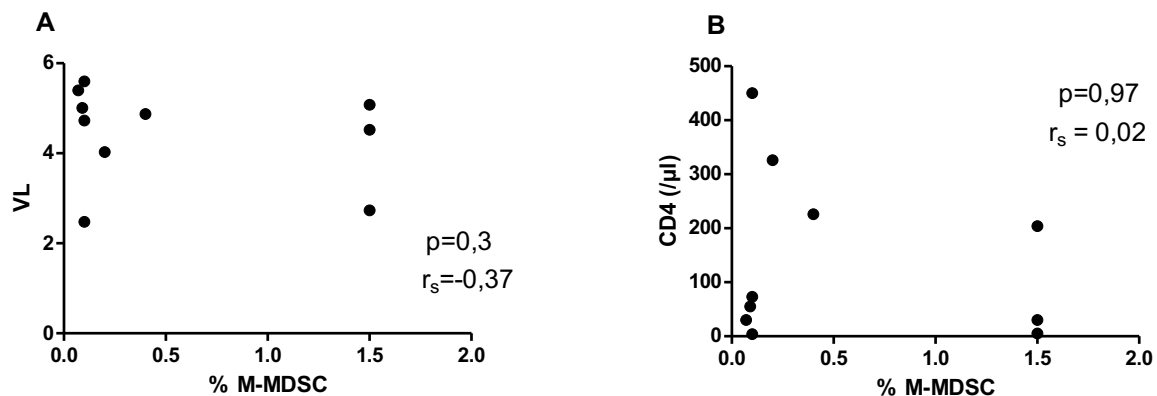 A
VL
6
4
2
0
0.0 0.5 1.0 1.5 2.0
% M-MDSC
p=0,3
rs=-0,37
B
CD4 (/µl)
500
400
300
200
100
0
0.0 0.5 1.0 1.5 2.0
% M-MDSC
p=0,97
rs = 0,02